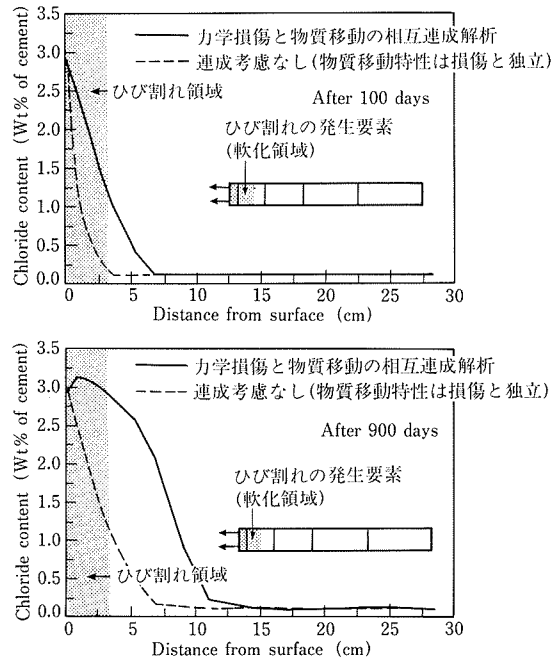 3.5
3.0
2.5
2.0
1.5
1.0
0.5
0.0
Chloride content (Wt% of cement)
力学損傷と物質移動の相互連成解析
連成考慮なし(物質移動特性は損傷と独立)
ひび割れ領域
After 100 days
ひび割れの発生要素
(軟化領域)
0 5 10 15 20 25 30
Distance from surface (cm)
3.5
3.0
2.5
2.0
1.5
1.0
0.5
0.0
Chloride content (Wt% of cement)
力学損傷と物質移動の相互連成解析
連成考慮なし(物質移動特性は損傷と独立)
After 900 days
ひび割れの発生要素
(軟化領域)
ひび割れ領域
0 5 10 15 20 25 30
Distance from surface (cm)